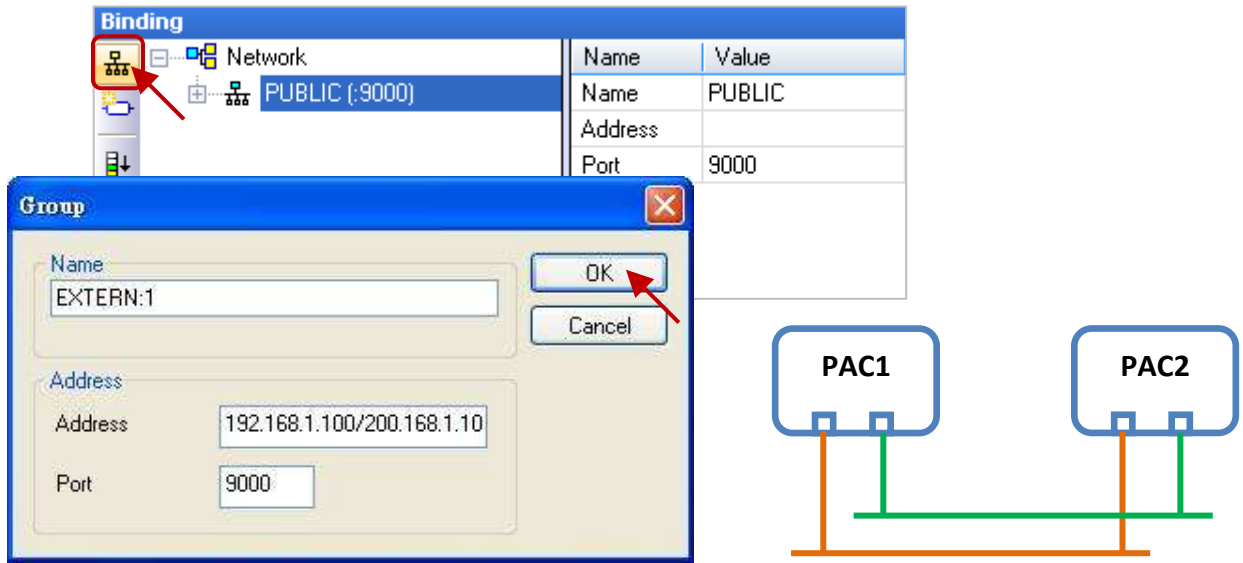 Binding
Network
PUBLIC (:9000)
Name Value
Name PUBLIC
Address
Port 9000
Group
Name
EXTERN:1
OK
Cancel
Address
Address 192.168.1.100/200.168.1.10
Port 9000
PAC1 PAC2